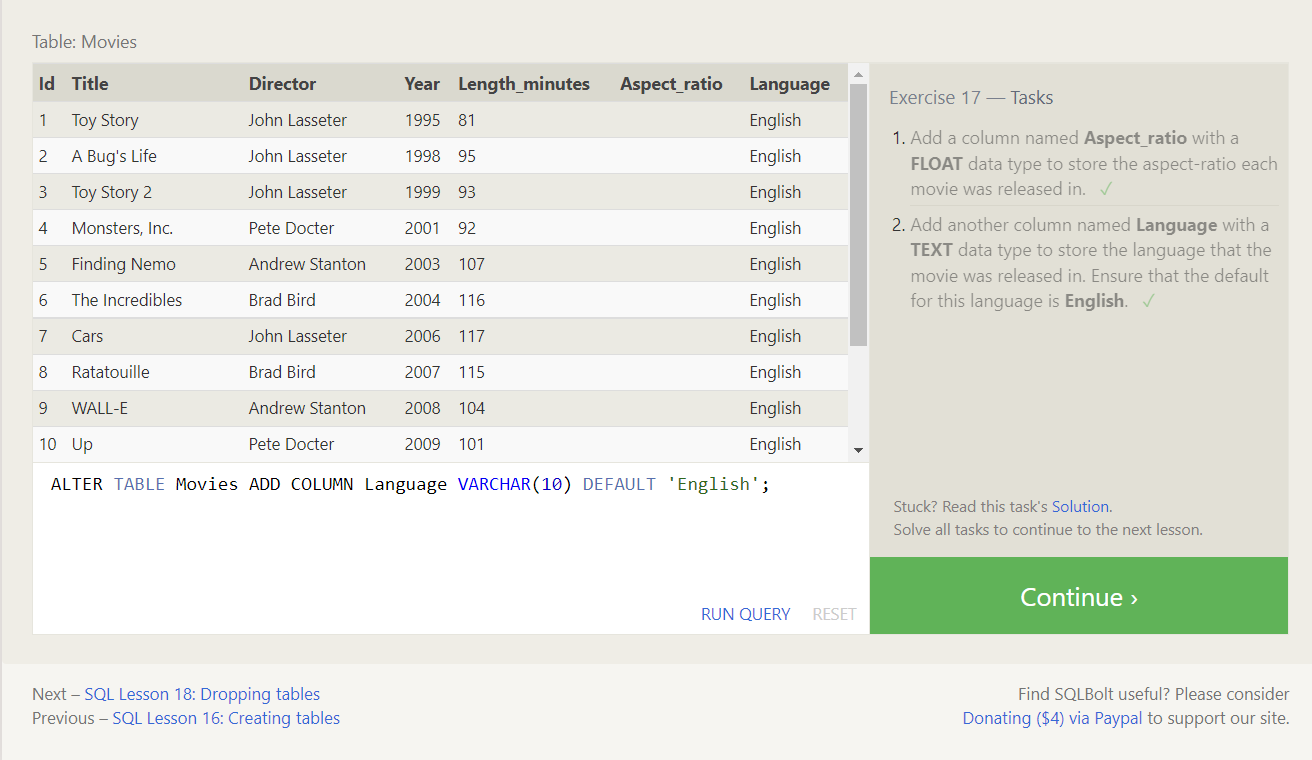 Table: Movies
Id Title Director Year Length_minutes Aspect_ratio Language
1 Toy Story John Lasseter 1995 81 English
2 A Bug's Life John Lasseter 1998 95 English
3 Toy Story 2 John Lasseter 1999 93 English
4 Monsters, Inc. Pete Docter 2001 92 English
5 Finding Nemo Andrew Stanton 2003 107 English
6 The Incredibles Brad Bird 2004 116 English
7 Cars John Lasseter 2006 117 English
8 Ratatouille Brad Bird 2007 115 English
9 WALL-E Andrew Stanton 2008 104 English
10 Up Pete Docter 2009 101 English
ALTER TABLE Movies ADD COLUMN Language VARCHAR(10) DEFAULT 'English';
RUN QUERY RESET
Exercise 17 — Tasks
1. Add a column named Aspect_ratio with a
FLOAT data type to store the aspect-ratio each
movie was released in. ✓
2. Add another column named Language with a
TEXT data type to store the language that the
movie was released in. Ensure that the default
for this language is English. ✓
Stuck? Read this task's Solution.
Solve all tasks to continue to the next lesson.
Continue ›
Next – SQL Lesson 18: Dropping tables
Previous – SQL Lesson 16: Creating tables
Find SQLBolt useful? Please consider
Donating ($4) via Paypal to support our site.